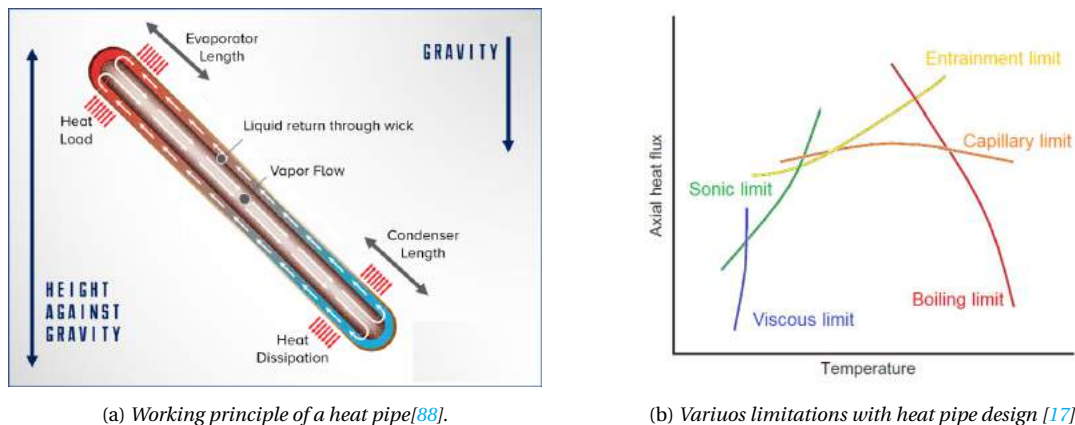 Evaporator
Length
GRAVITY
Heat
Load
Liquid return through wick
Vapor Flow
Condenser
Length
HEIGHT
AGAINST
GRAVITY
Heat
Dissipation
(a) Working principle of a heat pipe[88].
Entrainment limit
Capillary limit
Sonic limit
Boiling limit
Viscous limit
Axial heat flux
Temperature
(b) Variuos limitations with heat pipe design [17]